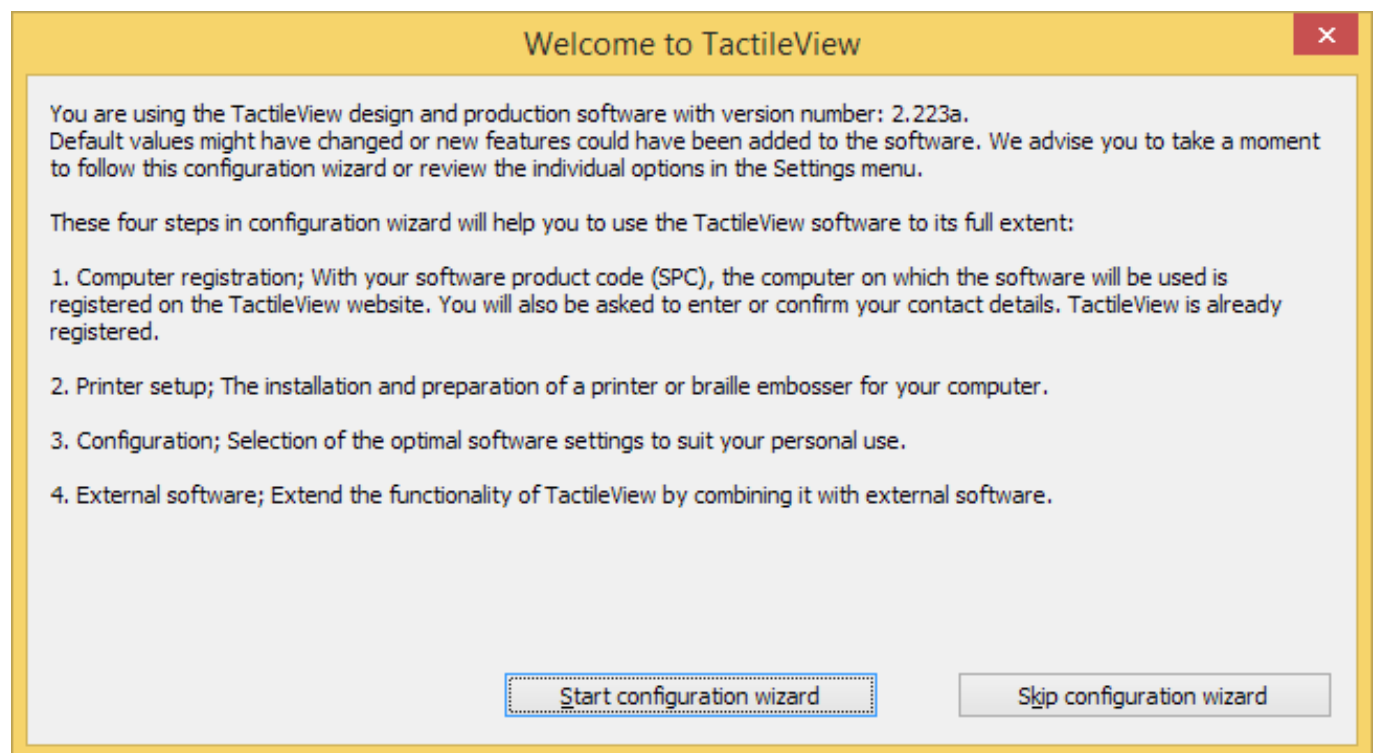 Welcome to TactileView
You are using the TactileView design and production software with version number: 2.223a.
Default values might have changed or new features could have been added to the software. We advise you to take a moment
to follow this configuration wizard or review the individual options in the Settings menu.
These four steps in configuration wizard will help you to use the TactileView software to its full extent:
1. Computer registration; With your software product code (SPC), the computer on which the software will be used is
registered on the TactileView website. You will also be asked to enter or confirm your contact details. TactileView is already
registered.
2. Printer setup; The installation and preparation of a printer or braille embosser for your computer.
3. Configuration; Selection of the optimal software settings to suit your personal use.
4. External software; Extend the functionality of TactileView by combining it with external software.
Start configuration wizard
Skip configuration wizard